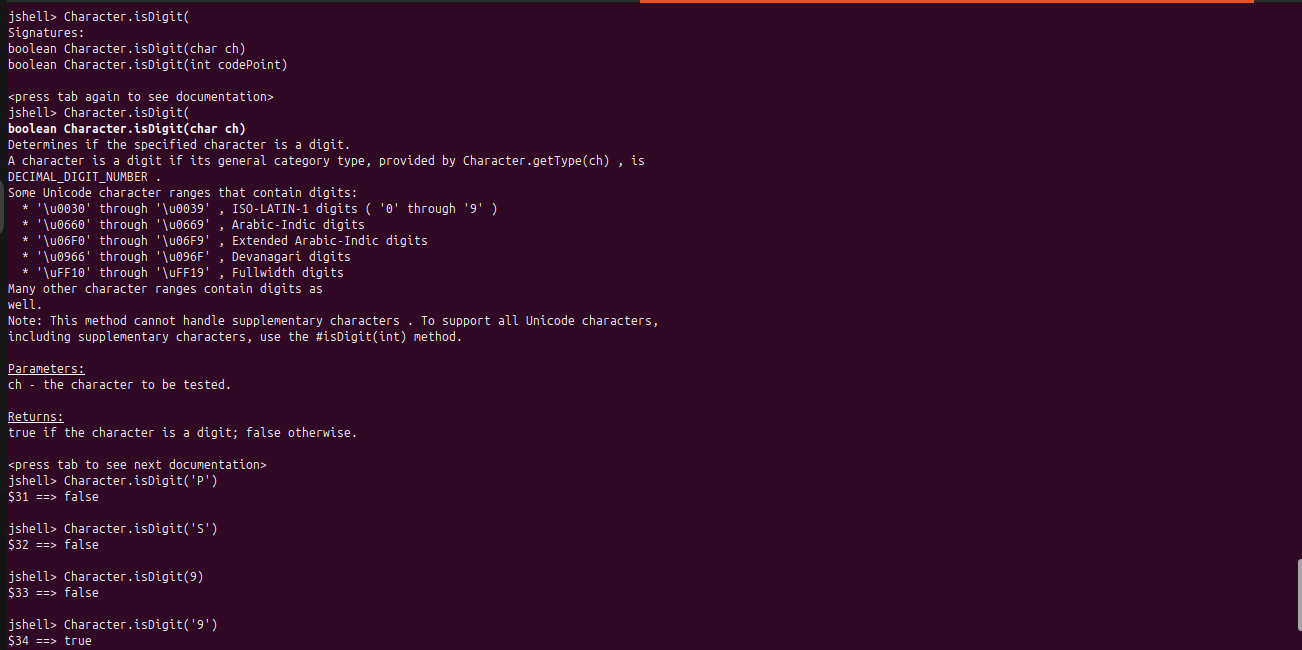 jshell> Character.isDigit(
Signatures:
boolean Character.isDigit(char ch)
boolean Character.isDigit(int codePoint)
<press tab again to see documentation>
jshell> Character.isDigit(
boolean Character.isDigit(char ch)
Determines if the specified character is a digit.
A character is a digit if its general category type, provided by Character.getType(ch) , is
DECIMAL_DIGIT_NUMBER .
Some Unicode character ranges that contain digits:
* '\u0030' through '\u0039' , ISO-LATIN-1 digits ( '0' through '9' )
* '\u0660' through '\u0669' , Arabic-Indic digits
* '\u06F0' through '\u06F9' , Extended Arabic-Indic digits
* '\u0966' through '\u096F' , Devanagari digits
* '\uFF10' through '\uFF19' , Fullwidth digits
Many other character ranges contain digits as
well.
Note: This method cannot handle supplementary characters . To support all Unicode characters,
including supplementary characters, use the #isDigit(int) method.
Parameters:
ch - the character to be tested.
Returns:
true if the character is a digit; false otherwise.
<press tab to see next documentation>
jshell> Character.isDigit('P')
$31 ==> false
jshell> Character.isDigit('S')
$32 ==> false
jshell> Character.isDigit(9)
$33 ==> false
jshell> Character.isDigit('9')
$34 ==> true